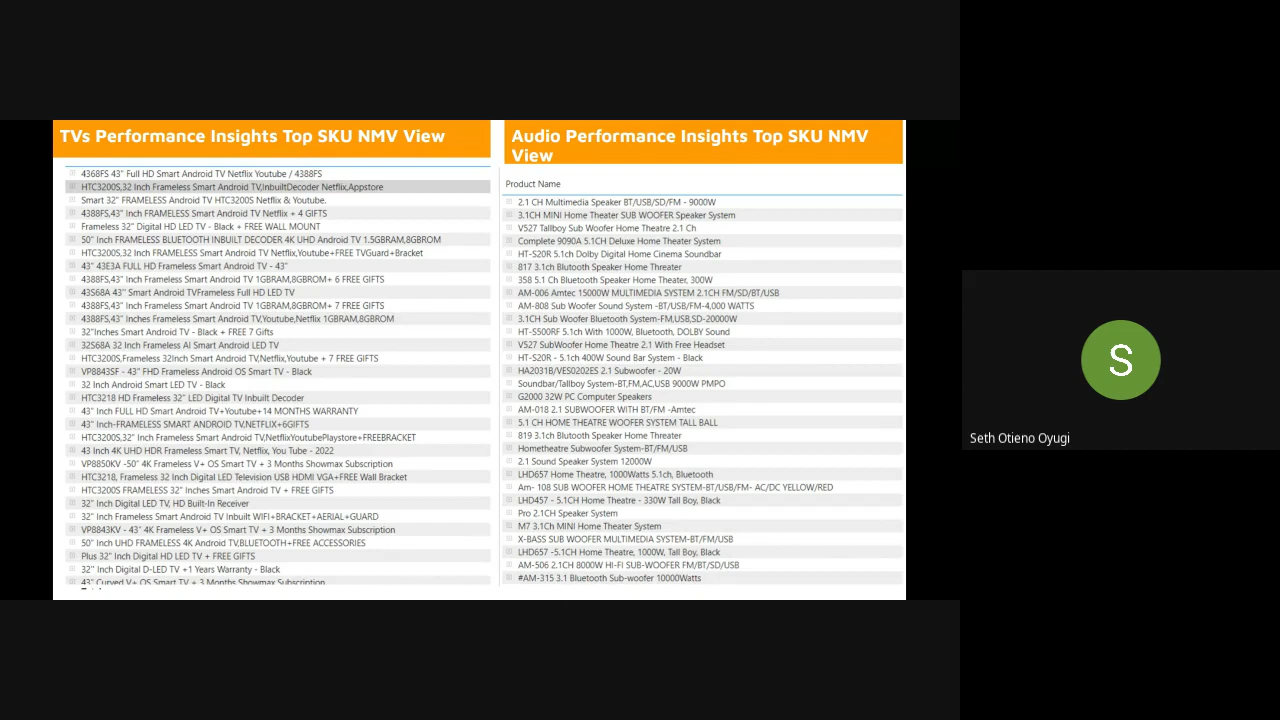 TVs Performance Insights Top SKU NMV View
4368FS 43" Full HD Smart Android TV Netflix Youtube / 4388FS
HTC3200S,32 Inch Frameless Smart Android TV,InbuiltDecoder Netflix,Appstore
Smart 32" FRAMELESS Android TV HTC3200S Netflix & Youtube.
4388FS,43" Inch FRAMELESS Smart Android TV Netflix + 4 GIFTS
Frameless 32" Digital HD LED TV - Black + FREE WALL MOUNT
50" Inch FRAMELESS BLUETOOTH INBUILT DECODER 4K UHD Android TV 1.5GBRAM,8GBROM
HTC3200S,32 Inch FRAMELESS Smart Android TV Netflix,Youtube+FREE TVGuard+Bracket
43" 43E3A FULL HD Frameless Smart Android TV - 43"
4388FS,43" Inch Frameless Smart Android TV 1GBRAM,8GBROM+ 6 FREE GIFTS
43S68A 43" Smart Android TVFrameless Full HD LED TV
4388FS,43" Inch Frameless Smart Android TV 1GBRAM,8GBROM+ 7 FREE GIFTS
4388FS,43" Inches Frameless Smart Android TV,Youtube,Netflix 1GBRAM,8GBROM
32"Inches Smart Android TV - Black + FREE 7 Gifts
32S68A 32 Inch Frameless AI Smart Android LED TV
HTC3200S,Frameless 32Inch Smart Android TV,Netflix,Youtube + 7 FREE GIFTS
VP8843SF - 43" FHD Frameless Android OS Smart TV - Black
32 Inch Android Smart LED TV - Black
HTC3218 HD Frameless 32" LED Digital TV Inbuilt Decoder
43" Inch FULL HD Smart Android TV+Youtube+14 MONTHS WARRANTY
43" Inch-FRAMELESS SMART ANDROID TV.NETFLIX+6GIFTS
HTC3200S,32" Inch Frameless Smart Android TV,NetflixYoutubePlaystore+FREEBRACKET
43 Inch 4K UHD HDR Frameless Smart TV, Netflix, You Tube - 2022
VP8850KV -50" 4K Frameless V+ OS Smart TV + 3 Months Showmax Subscription
HTC3218, Frameless 32 Inch Digital LED Television USB HDMI VGA+FREE Wall Bracket
HTC3200S FRAMELESS 32" Inches Smart Android TV + FREE GIFTS
32" Inch Digital LED TV, HD Built-In Receiver
32" Inch Frameless Smart Android TV Inbuilt WIFI+BRACKET+AERIAL+GUARD
VP8843KV - 43" 4K Frameless V+ OS Smart TV + 3 Months Showmax Subscription
50" Inch UHD FRAMELESS 4K Android TV,BLUETOOTH+FREE ACCESSORIES
Plus 32" Inch Digital HD LED TV + FREE GIFTS
32" Inch Digital D-LED TV +1 Years Warranty - Black
43" Curved V+ OS Smart TV + 3 Months Showmax Subscription
Audio Performance Insights Top SKU NMV
View
Product Name
2.1 CH Multimedia Speaker BT/USB/SD/FM - 9000W
3.1CH MINI Home Theater SUB WOOFER Speaker System
V527 Tallboy Sub Woofer Home Theatre 2.1 Ch
Complete 9090A 5.1CH Deluxe Home Theater System
HT-S20R 5.1ch Dolby Digital Home Cinema Soundbar
817 3.1ch Blutooth Speaker Home Threater
358 5.1 Ch Bluetooth Speaker Home Theater, 300W
AM-006 Amtec 15000W MULTIMEDIA SYSTEM 2.1CH FM/SD/BT/USB
AM-808 Sub Woofer Sound System -BT/USB/FM-4,000 WATTS
3.1CH Sub Woofer Bluetooth System-FM,USB,SD-20000W
HT-S500RF 5.1ch With 1000W, Bluetooth, DOLBY Sound
V527 SubWoofer Home Theatre 2.1 With Free Headset
HT-S20R - 5.1ch 400W Sound Bar System - Black
HA2031B/VES0202ES 2.1 Subwoofer - 20W
Soundbar/Tallboy System-BT,FM,AC,USB 9000W PMPO
G2000 32W PC Computer Speakers
AM-018 2.1 SUBWOOFER WITH BT/FM -Amtec
5.1 CH HOME THEATRE WOOFER SYSTEM TALL BALL
819 3.1ch Blutooth Speaker Home Threater
Hometheatre Subwoofer System-BT/FM/USB
2.1 Sound Speaker System 12000W
LHD657 Home Theatre, 1000Watts 5.1ch, Bluetooth
Am- 108 SUB WOOFER HOME THEATRE SYSTEM-BT/USB/FM- AC/DC YELLOW/RED
LHD457 - 5.1CH Home Theatre - 330W Tall Boy, Black
Pro 2.1CH Speaker System
M7 3.1Ch MINI Home Theater System
X-BASS SUB WOOFER MULTIMEDIA SYSTEM-BT/FM/USB
LHD657 -5.1CH Home Theatre, 1000W, Tall Boy, Black
AM-506 2.1CH 8000W HI-FI SUB-WOOFER FM/BT/SD/USB
#AM-315 3.1 Bluetooth Sub-woofer 10000Watts
S
Seth Otieno Oyugi